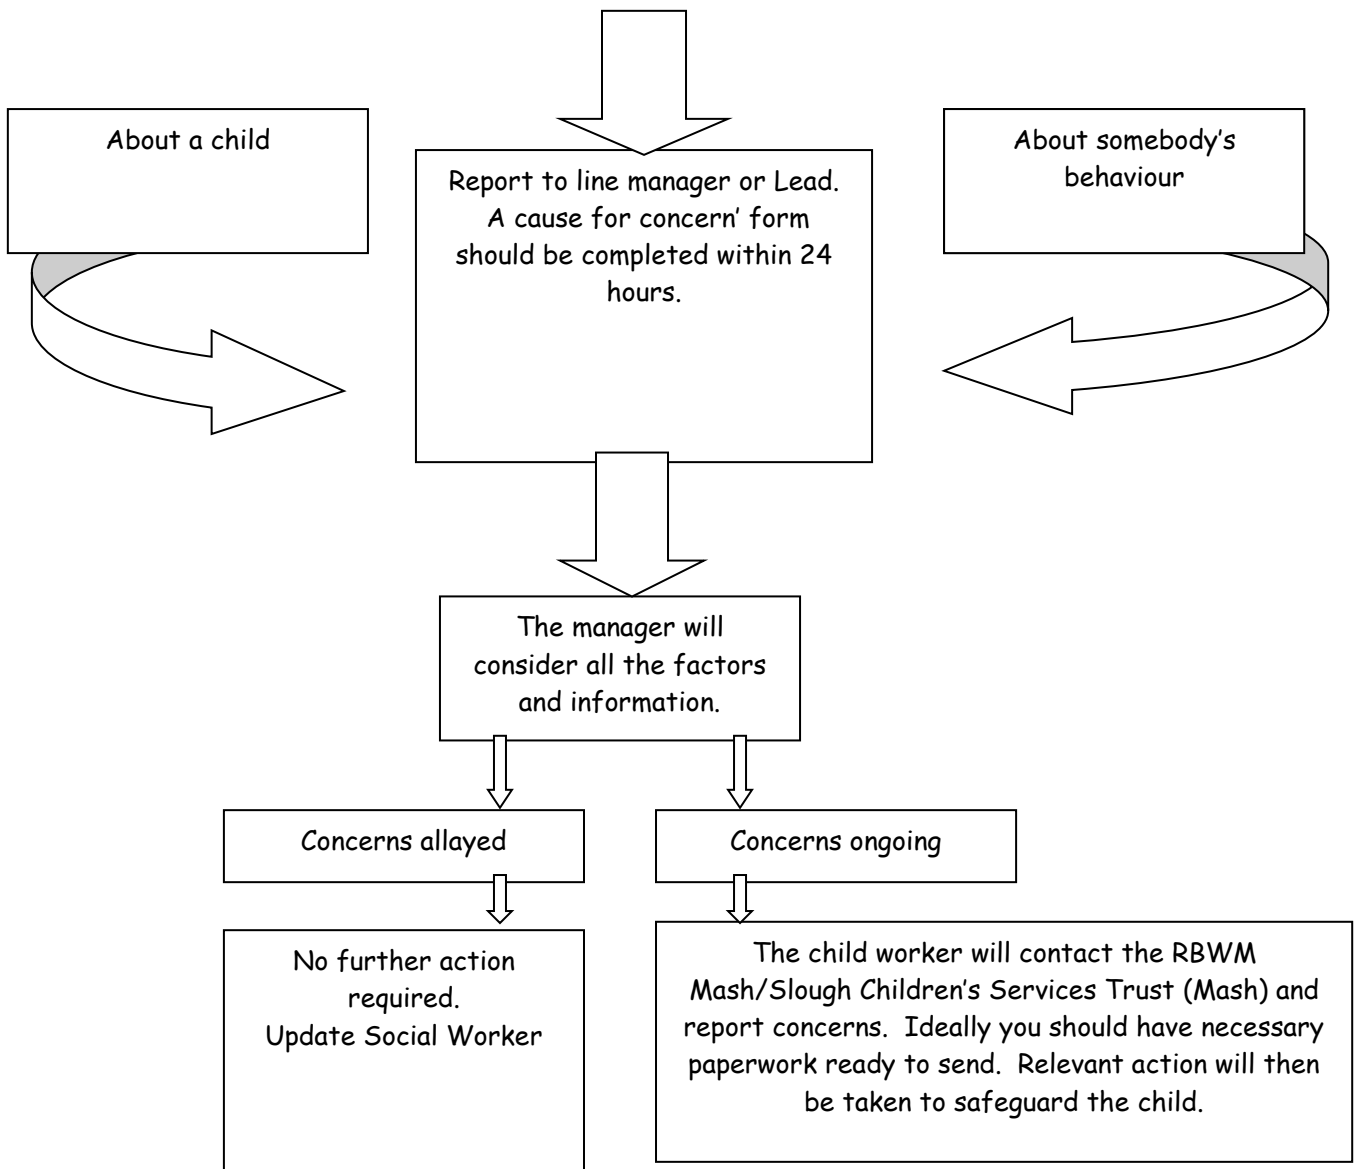 About a child
About somebody's
behaviour
Report to line manager or Lead.
A cause for concern' form
should be completed within 24
hours.
The manager will
consider all the factors
and information.
Concerns allayed
Concerns ongoing
No further action
required.
Update Social Worker
The child worker will contact the RBWM
Mash/Slough Children's Services Trust (Mash) and
report concerns.  Ideally you should have necessary
paperwork ready to send.  Relevant action will then
be taken to safeguard the child.